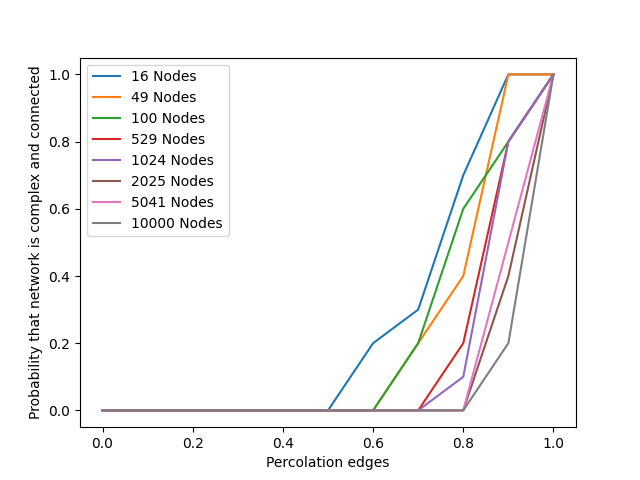 Probability that network is complex and connected
1.0
0.8
0.6
0.4
0.2
0.0
16 Nodes
49 Nodes
100 Nodes
529 Nodes
1024 Nodes
2025 Nodes
5041 Nodes
10000 Nodes
0.0 0.2 0.4 0.6 0.8 1.0
Percolation edges